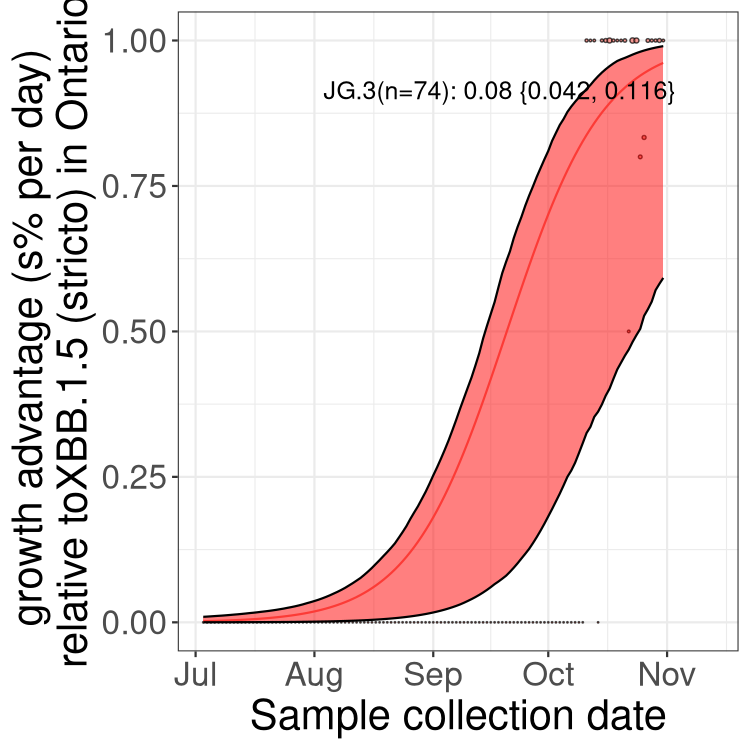 growth advantage (s% per day)
relative toXBB.1.5 (stricto) in Ontario
1.00
0.75
0.50
0.25
0.00
JG.3(n=74): 0.08 {0.042, 0.116}
Jul Aug Sep Oct Nov
Sample collection date